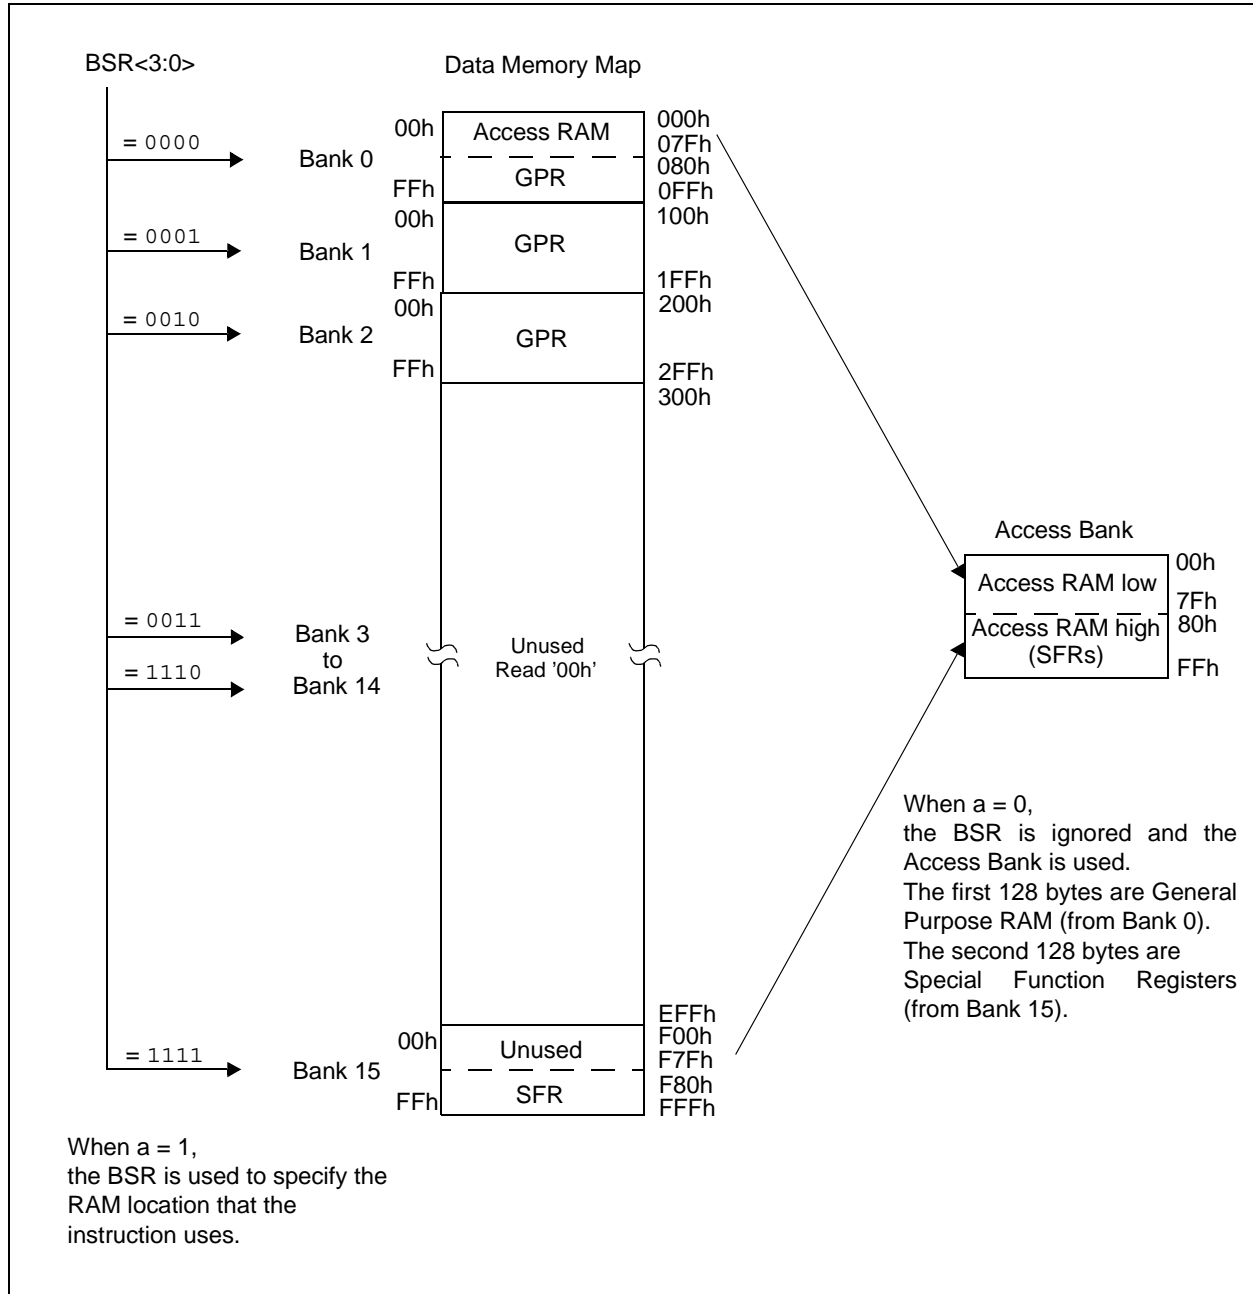 BSR<3:0>
Data Memory Map
= 0000
Bank 0
00h
Access RAM
000h
07Fh
080h
FFh
GPR
0FFh
= 0001
Bank 1
00h
GPR
100h
FFh
1FFh
= 0010
Bank 2
00h
GPR
200h
FFh
2FFh
300h
= 0011
Bank 3
to
= 1110
Bank 14
Unused
Read '00h'
Access Bank
00h
Access RAM low
7Fh
80h
Access RAM high
(SFRs)
FFh
When a = 0,
the BSR is ignored and the
Access Bank is used.
The first 128 bytes are General
Purpose RAM (from Bank 0).
The second 128 bytes are
Special Function Registers
(from Bank 15).
EFFh
= 1111
Bank 15
00h
Unused
F00h
F7Fh
F80h
FFh
SFR
FFFh
When a = 1,
the BSR is used to specify the
RAM location that the
instruction uses.